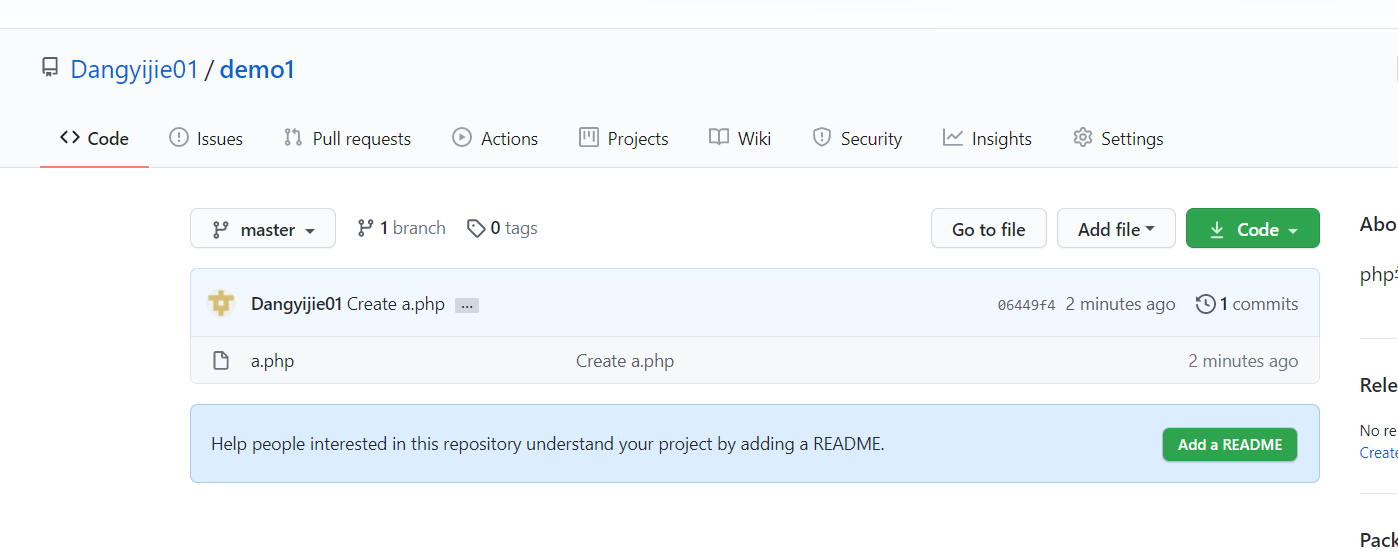 Dangyijie01 / demo1
Code Issues Pull requests Actions Projects Wiki Security Insights Settings
master 1 branch 0 tags Go to file Add file Code
Dangyijie01 Create a.php ... 06449f4 2 minutes ago 1 commits
a.php Create a.php 2 minutes ago
Help people interested in this repository understand your project by adding a README. Add a README
Abo
php
Rele
No re
Create
Pack